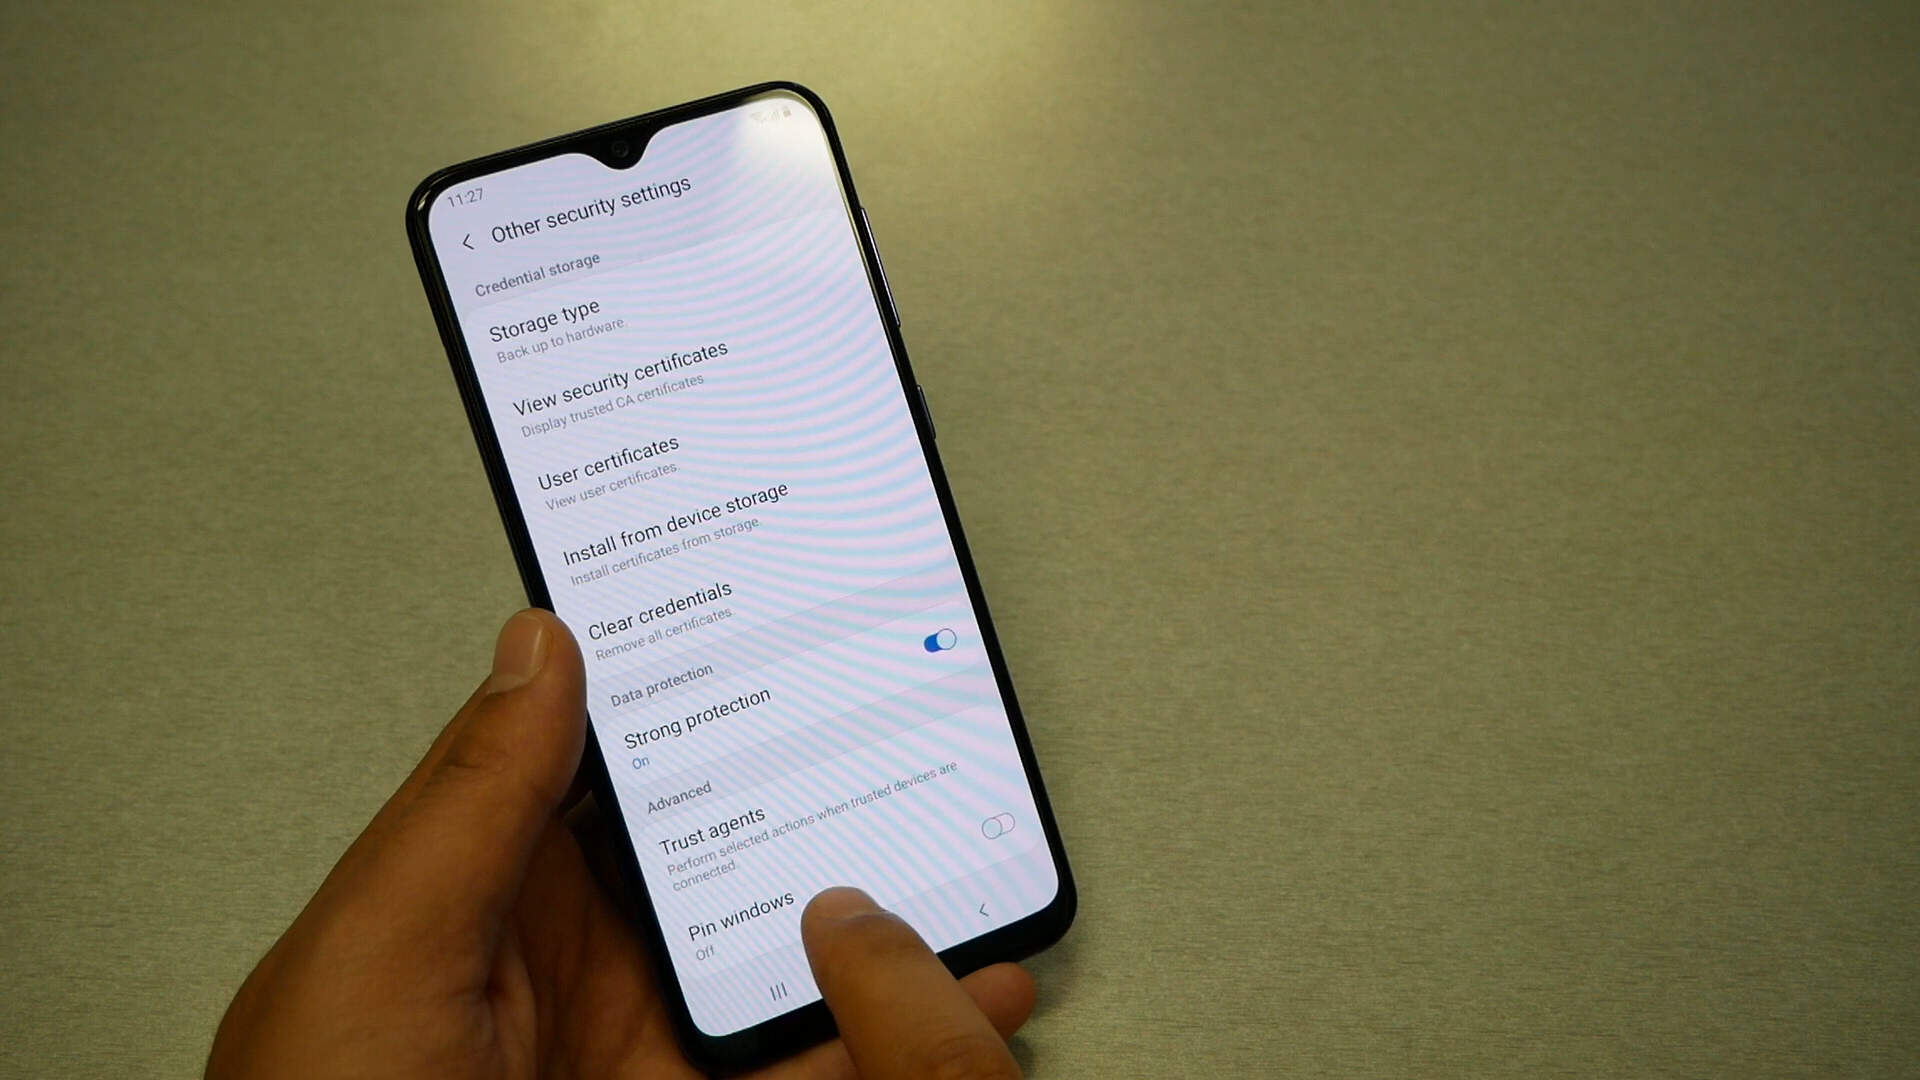 11:27
Other security settings
Credential storage
Storage type
Back up to hardware.
View security certificates
Display trusted CA certificates.
User certificates
View user certificates.
Install from device storage
Install certificates from storage.
Clear credentials
Remove all certificates.
Data protection
Strong protection
On
Advanced
Trust agents
Perform selected actions when trusted devices are
connected.
Pin windows
Off